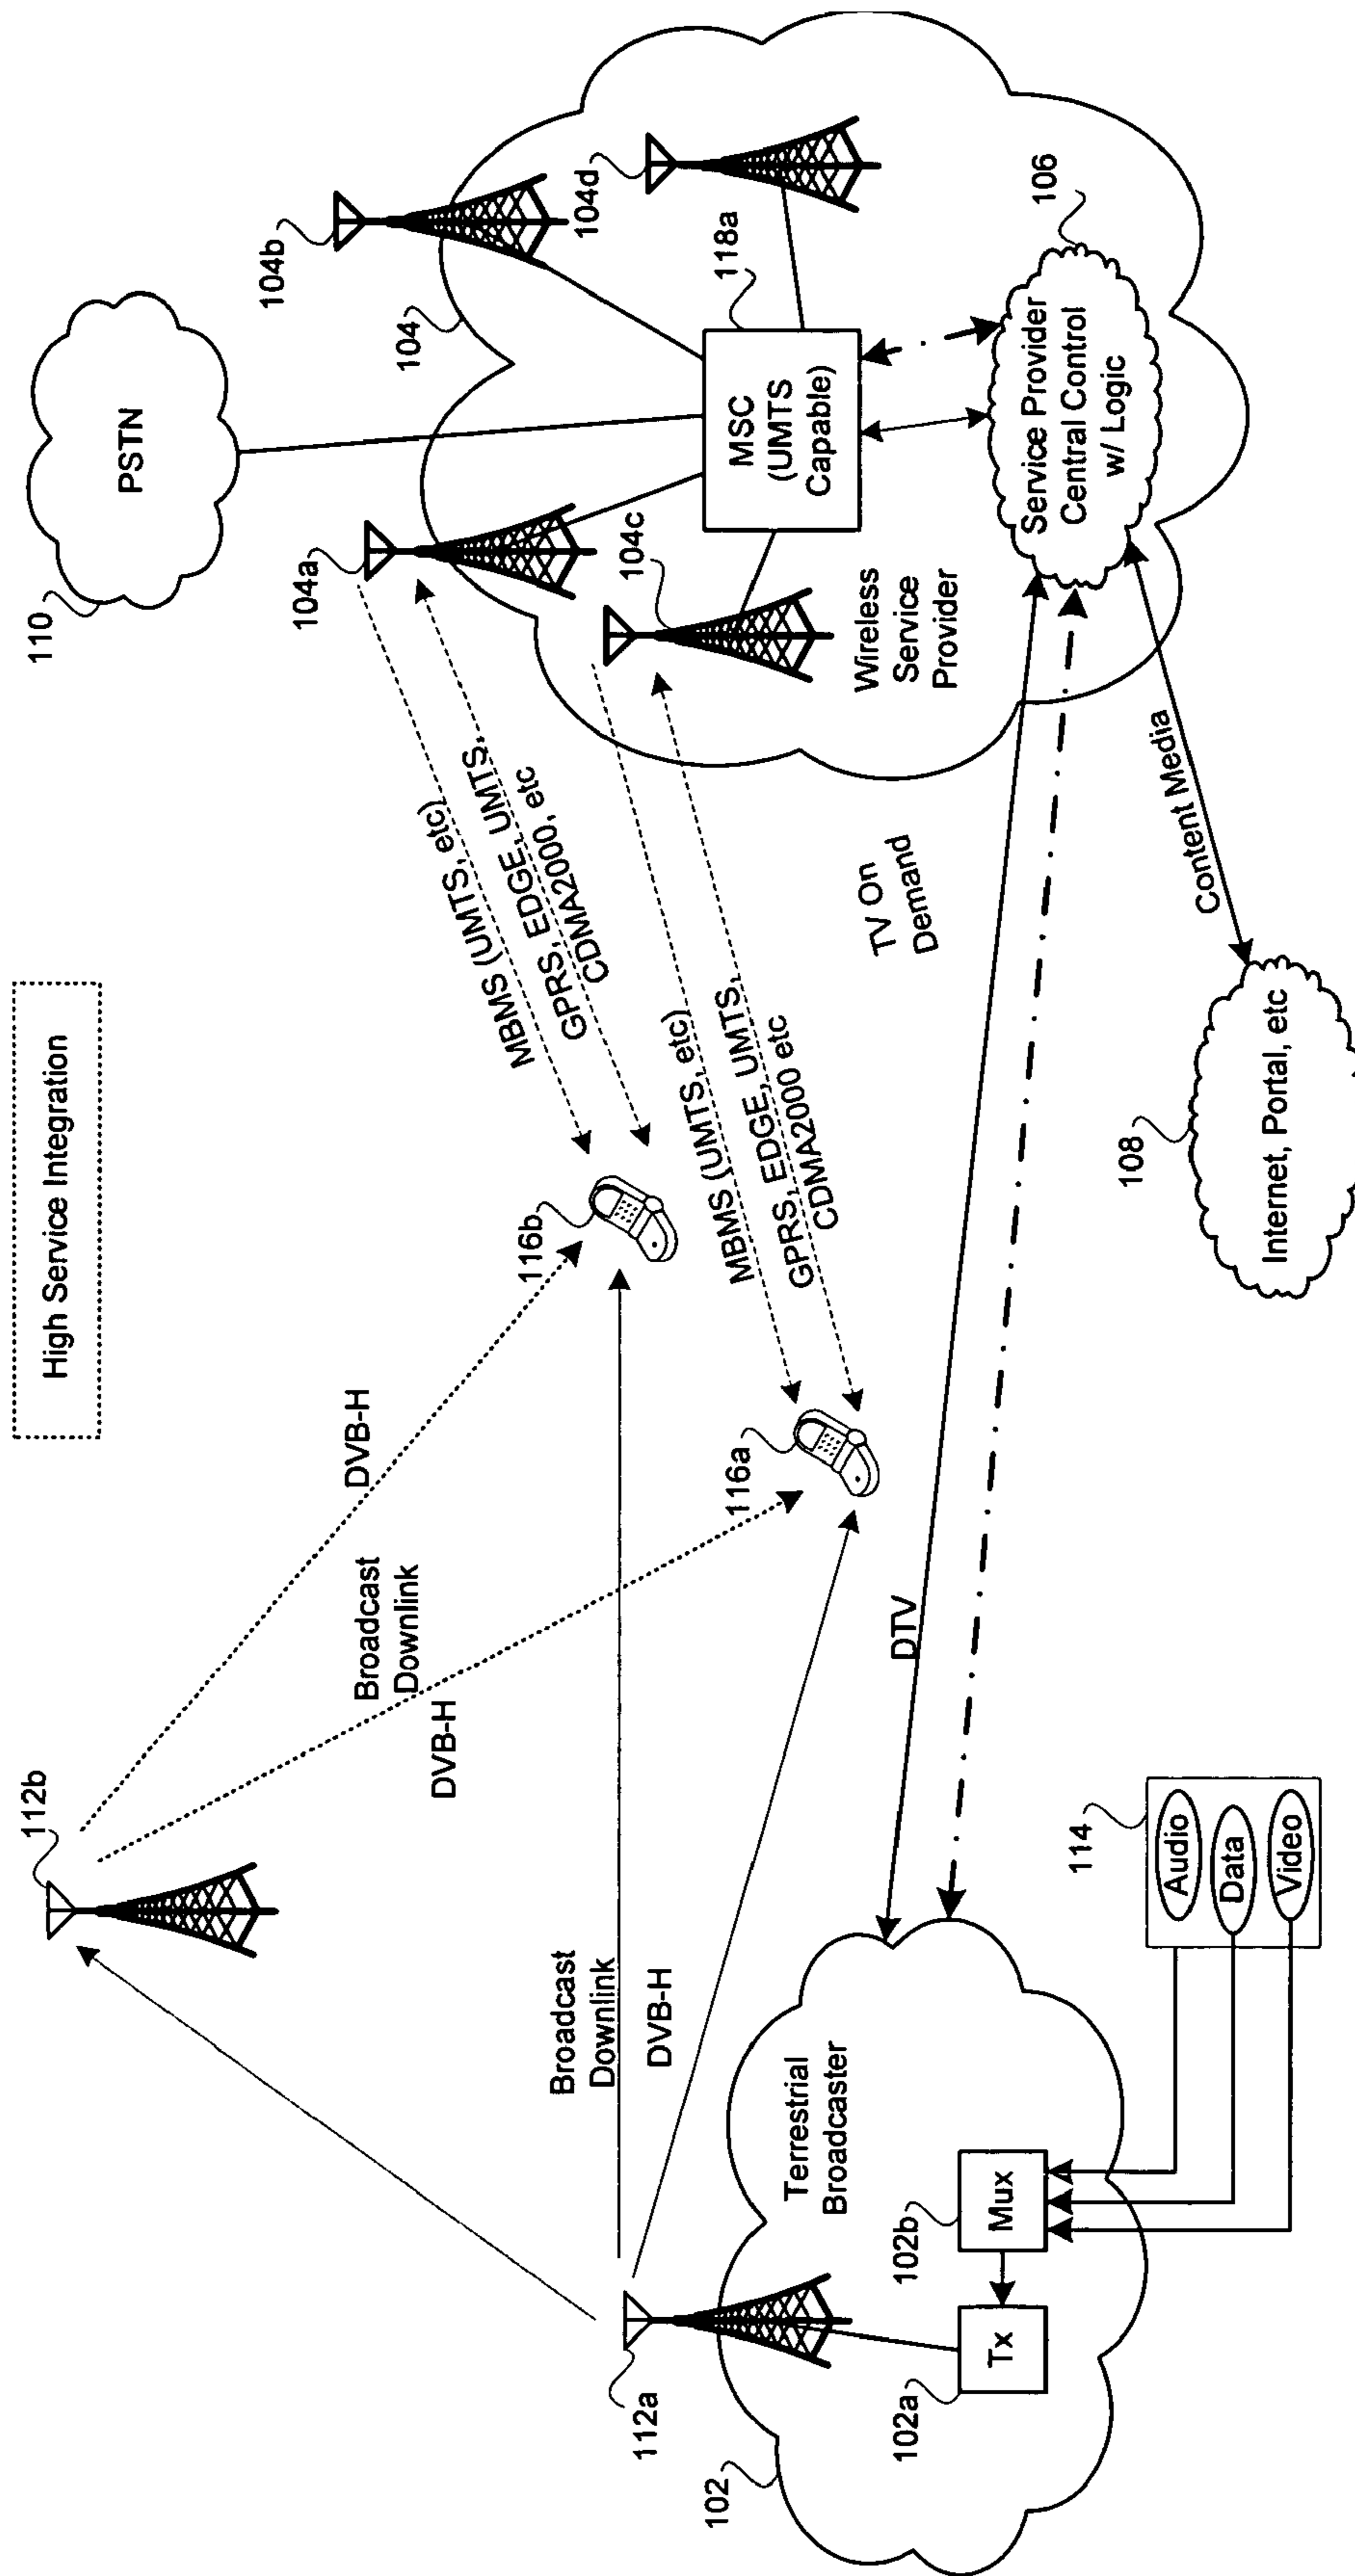 High Service Integration
110
PSTN
112b
104b
104a
104
104d
DVB-H
Broadcast
Downlink
DVB-H
MBMS (UMTS, etc)
GPRS, EDGE, UMTS,
CDMA2000, etc
116b
104c
118a
MSC
(UMTS
Capable)
Broadcast
Downlink
DVB-H
116a
MBMS (UMTS, etc)
GPRS, EDGE, UMTS,
CDMA2000 etc
Wireless
Service
Provider
TV On
Demand
112a
102
Terrestrial
Broadcaster
DTV
106
Service Provider
Central Control
w/ Logic
102a
Tx
102b
Mux
114
Audio
Data
Video
108
Internet, Portal, etc
Content Media